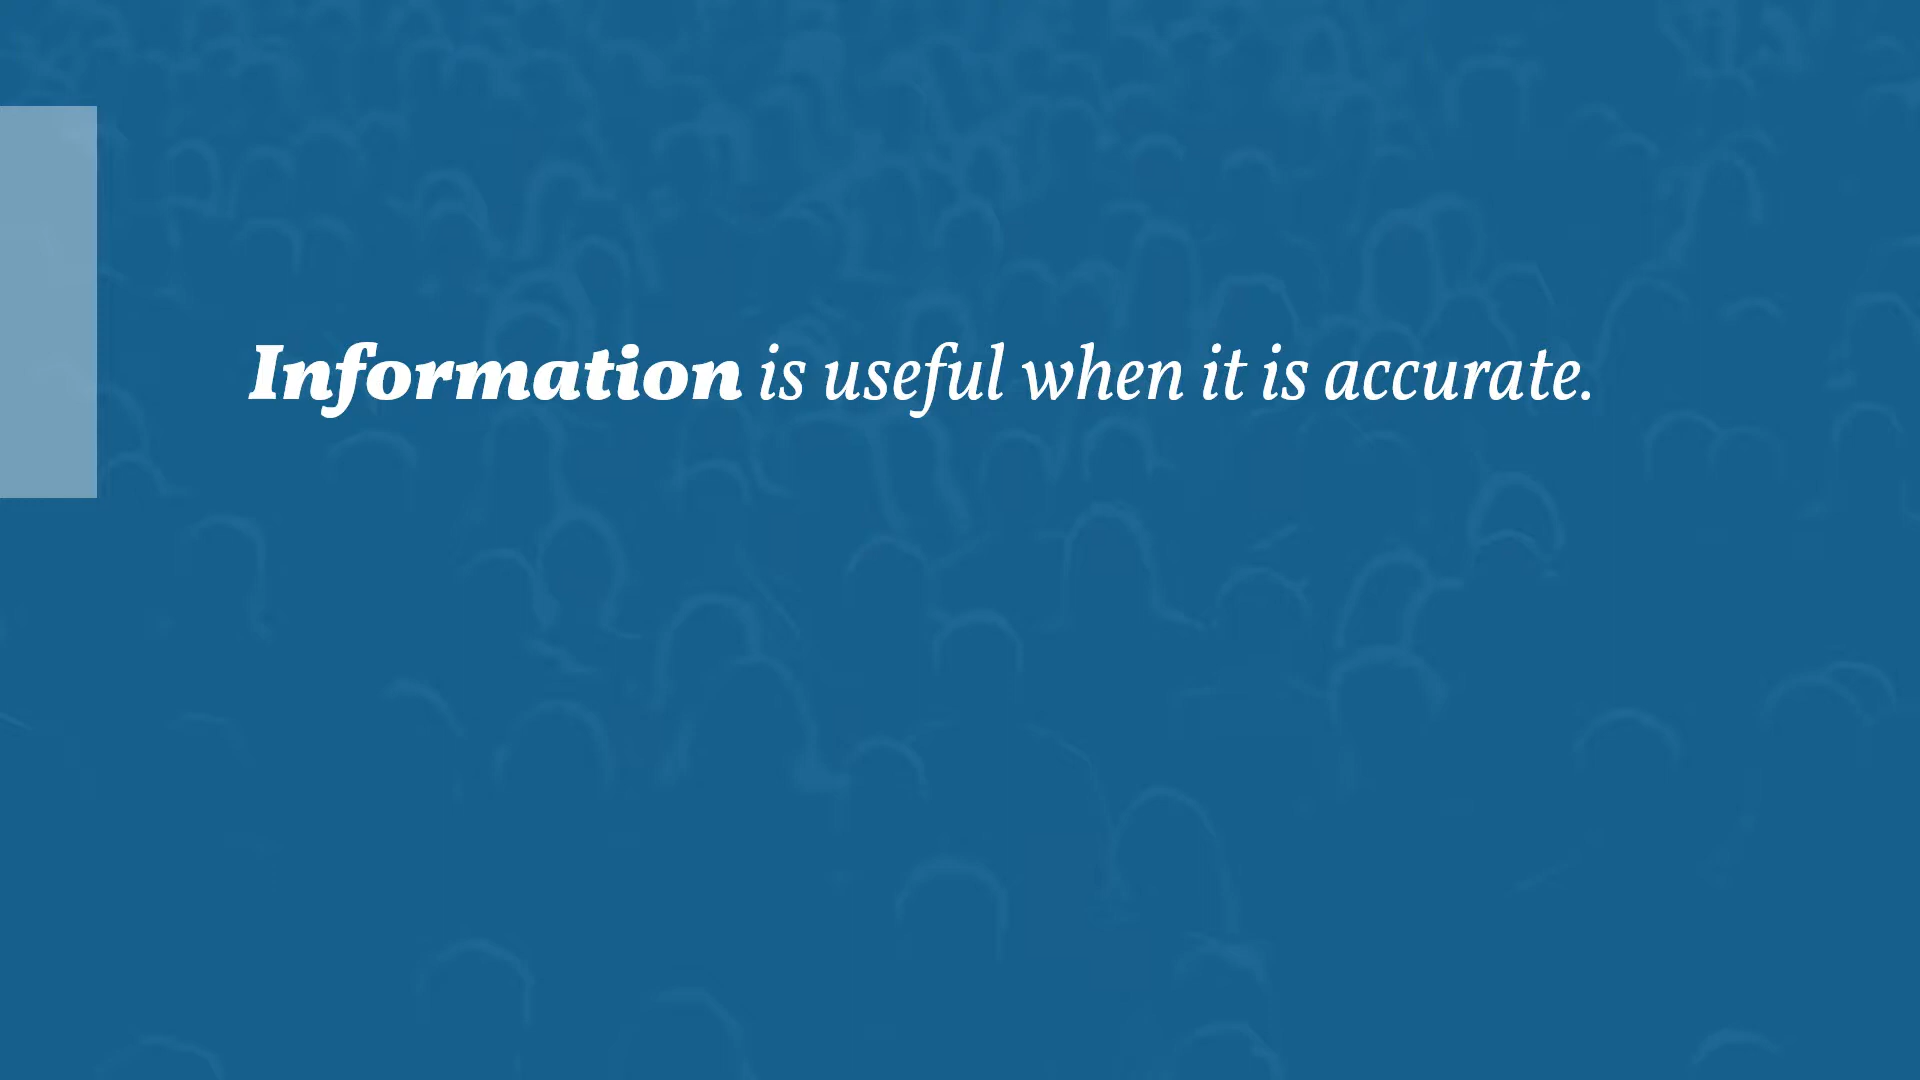 Information is useful when it is accurate.